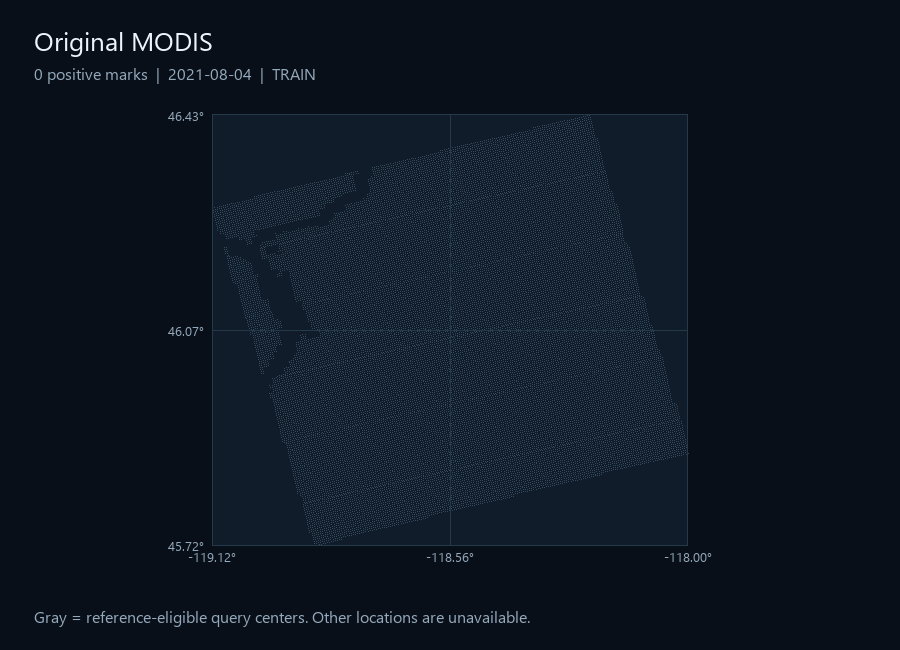 Original MODIS
0 positive marks | 2021-08-04 | TRAIN
46.43°
46.07°
45.72°
-119.12° -118.56° -118.00°
Gray = reference-eligible query centers. Other locations are unavailable.